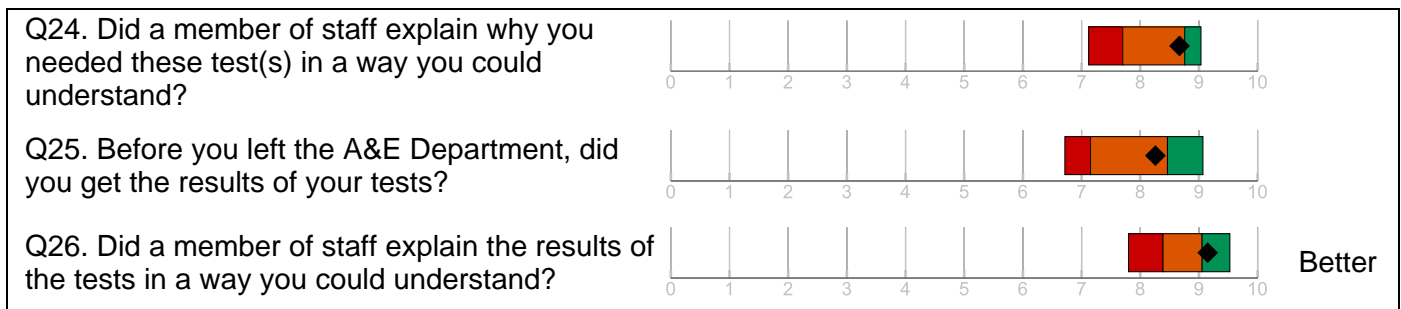 Q24. Did a member of staff explain why you
needed these test(s) in a way you could
understand?
0 1 2 3 4 5 6 7 8 9 10
Q25. Before you left the A&E Department, did
you get the results of your tests?
0 1 2 3 4 5 6 7 8 9 10
Q26. Did a member of staff explain the results of
the tests in a way you could understand?
0 1 2 3 4 5 6 7 8 9 10
Better